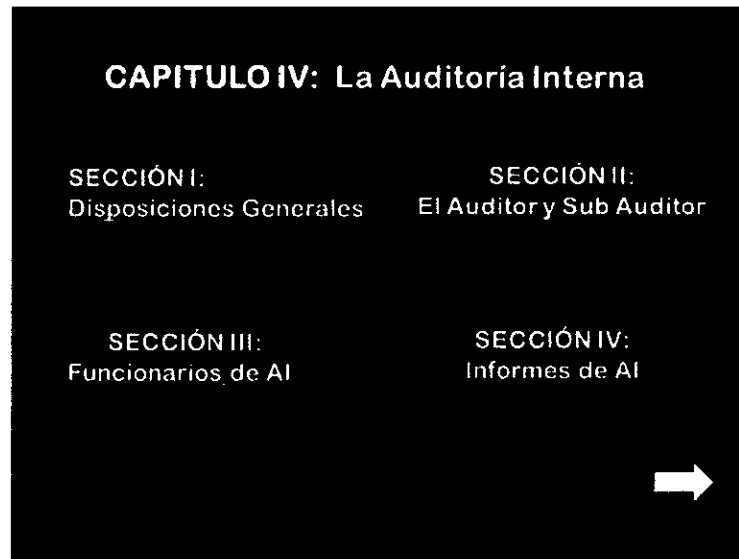 CAPITULO IV: La Auditoría Interna
SECCIÓN I:
Disposiciones Generales
SECCIÓN II:
El Auditor y Sub Auditor
SECCIÓN III:
Funcionarios de AI
SECCIÓN IV:
Informes de AI